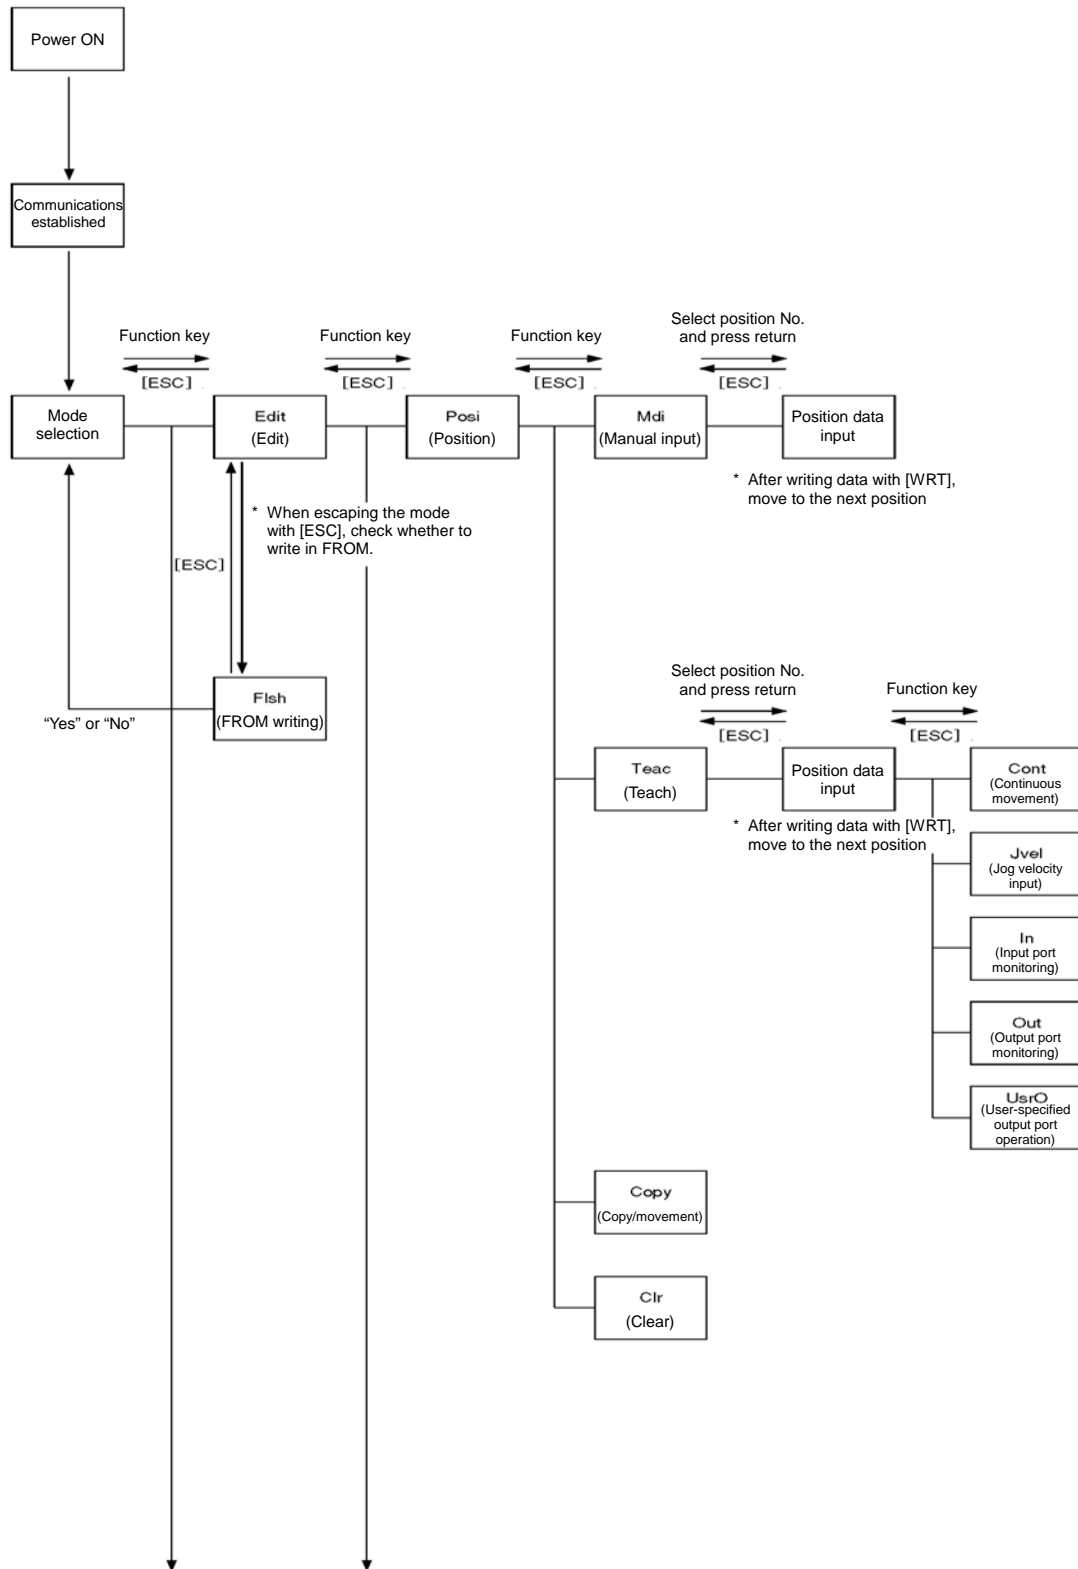 Power ON
Communications
established
Function key
[ESC]
Function key
[ESC]
Function key
[ESC]
Select position No.
and press return
[ESC]
Mode
selection
Edit
(Edit)
Posi
(Position)
Mdi
(Manual input)
Position data
input
* After writing data with [WRT],
move to the next position
* When escaping the mode
with [ESC], check whether to
write in FROM.
[ESC]
Flsh
(FROM writing)
“Yes” or “No”
Select position No.
and press return
[ESC]
Function key
[ESC]
Teac
(Teach)
Position data
input
* After writing data with [WRT],
move to the next position
Cont
(Continuous
movement)
Jvel
(Jog velocity
input)
In
(Input port
monitoring)
Out
(Output port
monitoring)
UsrO
(User-specified
output port
operation)
Copy
(Copy/movement)
Clr
(Clear)